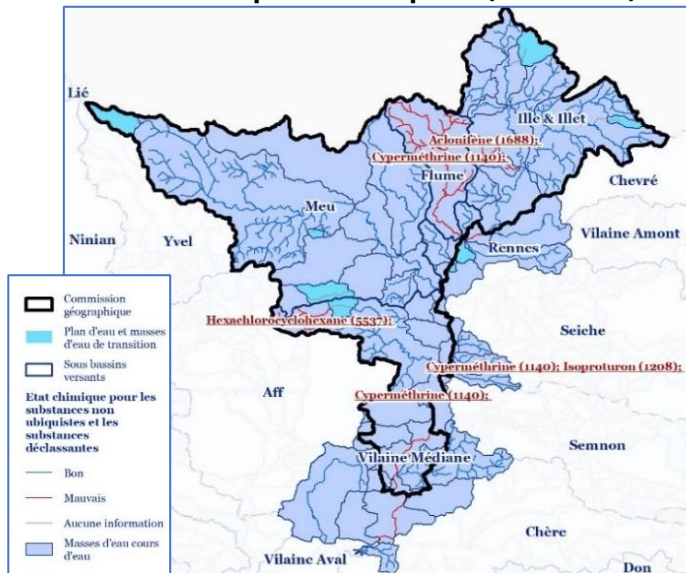 Lié
Ille & Illet
Aclonifène (1688);
Cyperméthrine (1140);
Flume
Chevré
Meu
Ninian
Yvel
Rennes
Vilaine Amont
Hexachlorocyclohexane (5537);
Seiche
Cyperméthrine (1140); Isoproturon (1208);
Aff
Cyperméthrine (1140);
Semnon
Vilaine Médiane
Chère
Vilaine Aval
Don
Commission
géographique
Plan d'eau et masses
d'eau de transition
Sous bassins
versants
Etat chimique pour les
substances non
ubiquistes et les
substances
déclassantes
Bon
Mauvais
Aucune information
Masses d'eau cours
d'eau